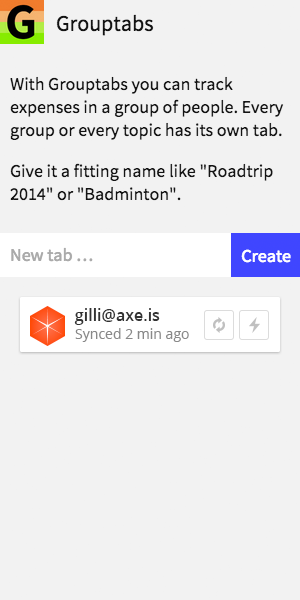 G Grouptabs
With Grouptabs you can track
expenses in a group of people. Every
group or every topic has its own tab.
Give it a fitting name like "Roadtrip
2014" or "Badminton".
New tab … Create
gilli@axe.is
Synced 2 min ago